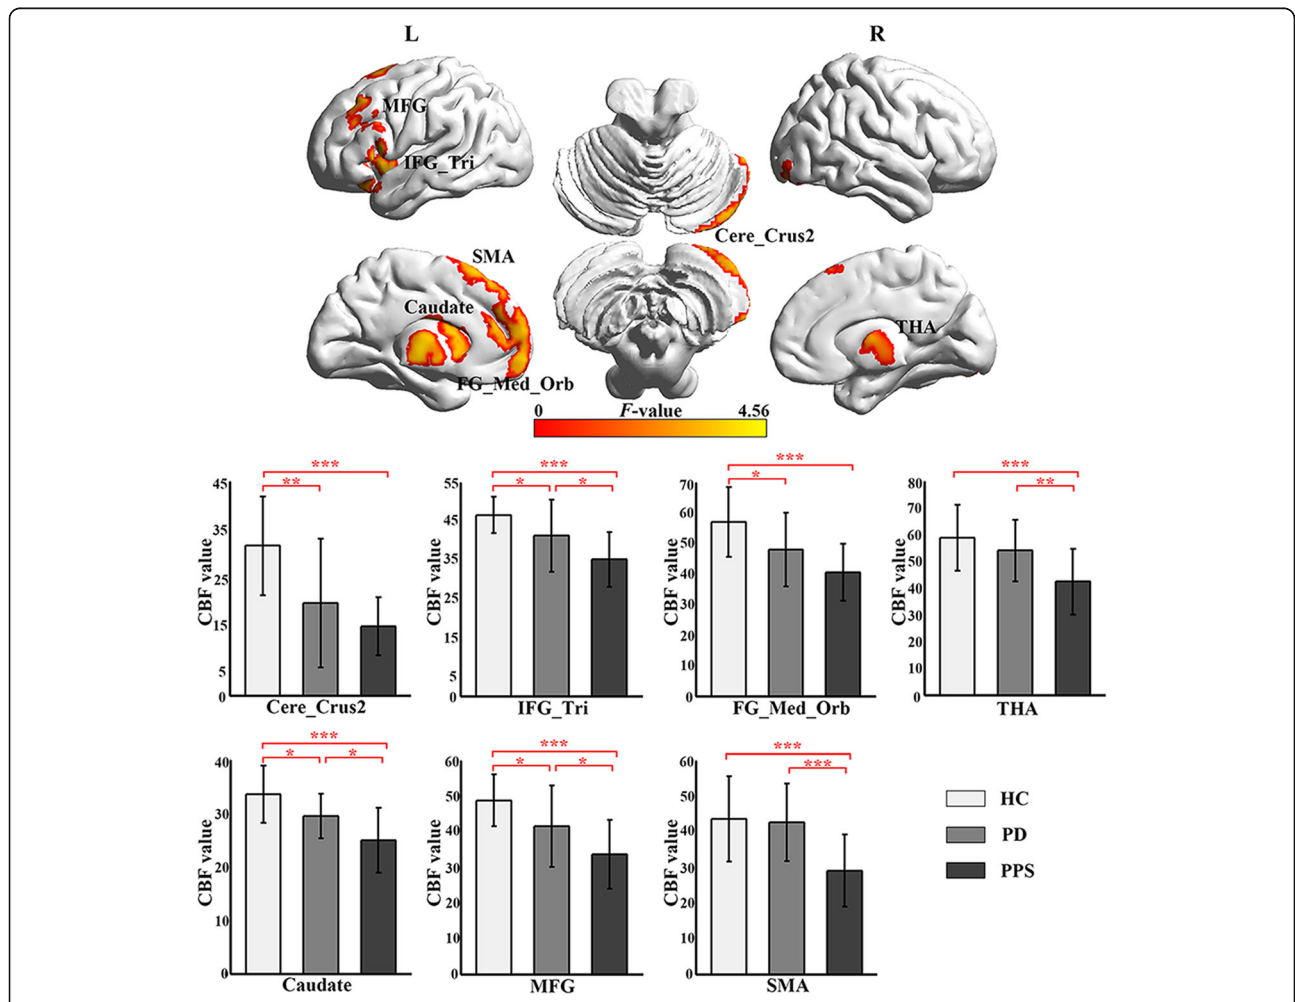 L
R
MFG
IFG_Tri
Cere_Crus2
SMA
Caudate
THA
FG_Med_Orb
0 F-value 4.56
***
**
45
35
25
15
5
0
CBF value
Cere_Crus2
***
* *
55
45
35
25
15
5
0
CBF value
IFG_Tri
***
*
70
60
50
40
30
20
10
0
CBF value
FG_Med_Orb
***
**
80
70
60
50
40
30
20
10
0
CBF value
THA
***
* *
40
30
20
10
0
CBF value
Caudate
***
* *
60
50
40
30
20
10
0
CBF value
MFG
***
***
60
50
40
30
20
10
0
CBF value
SMA
HC
PD
PPS